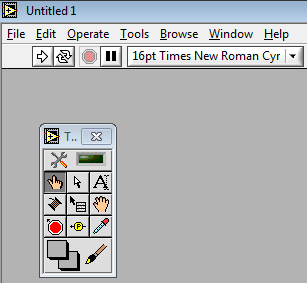 Untitled 1
File Edit Operate Tools Browse Window Help
16pt Times New Roman Cyr
T..
A
P